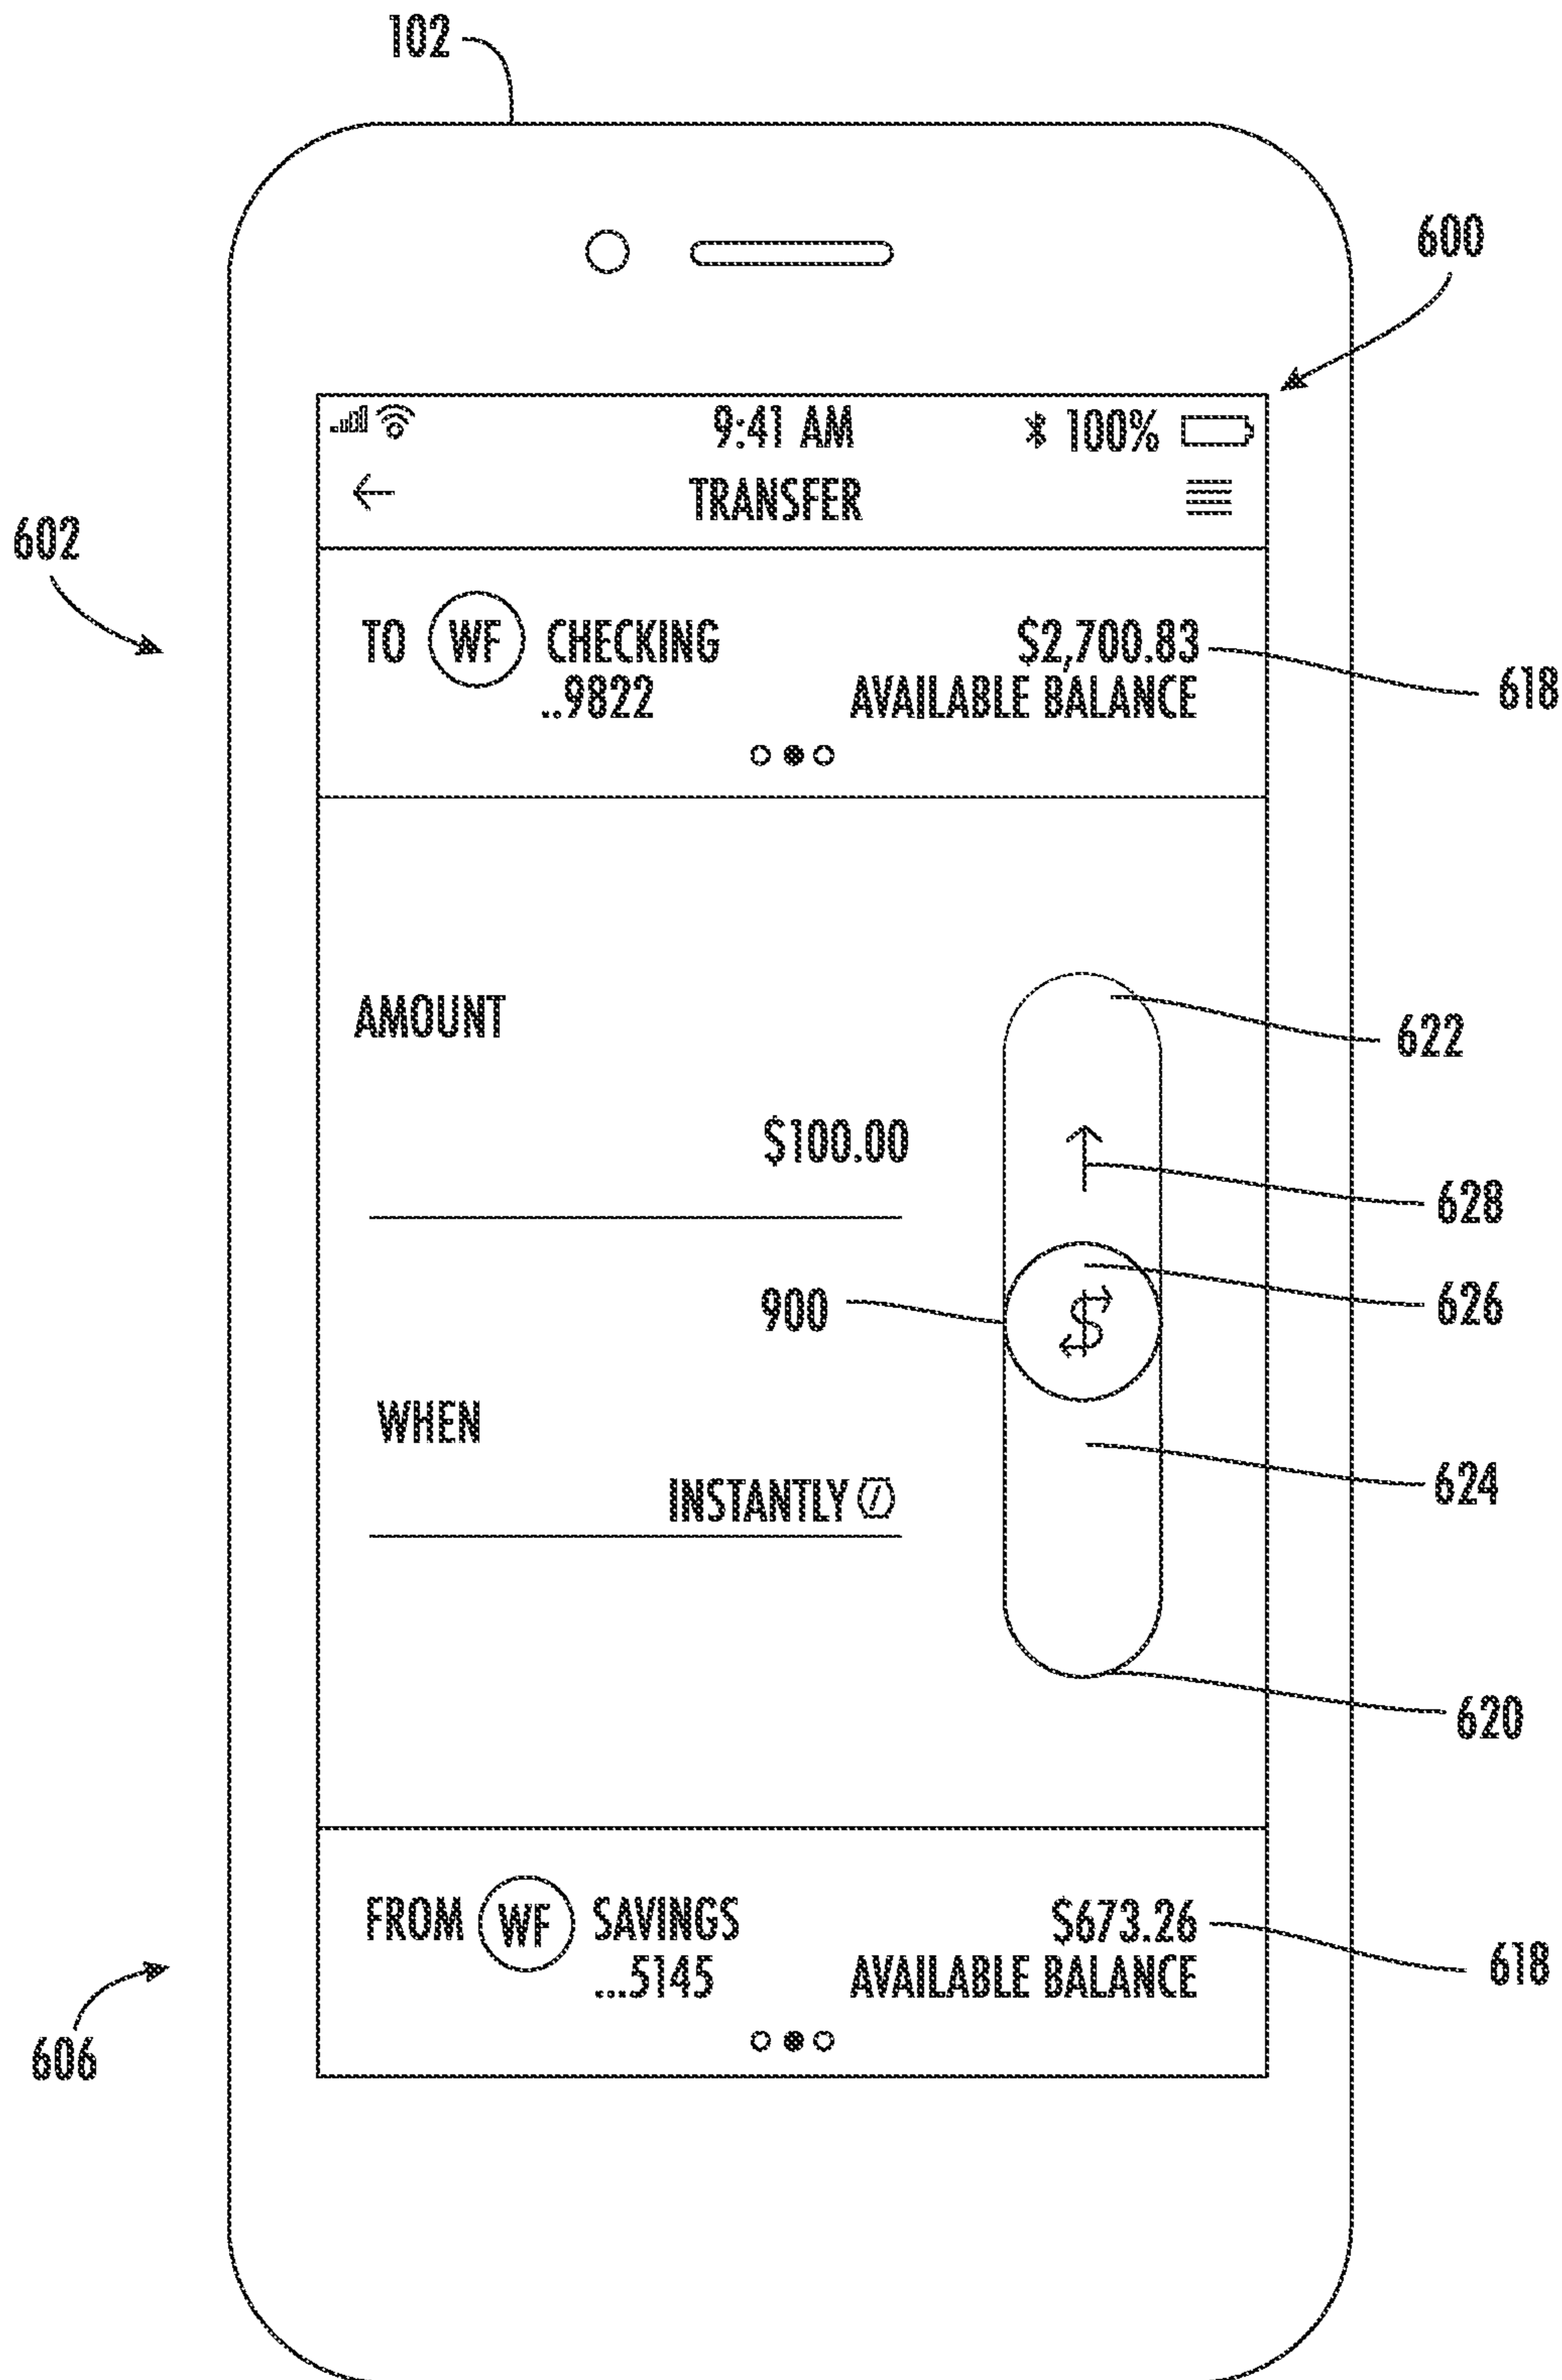 102
600
9:41 AM 100%
TRANSFER
602
TO WF CHECKING $2,700.83
618
..9822 AVAILABLE BALANCE
AMOUNT
622
$100.00
628
900
626
WHEN
624
INSTANTLY
620
FROM WF SAVINGS $673.26
618
...5145 AVAILABLE BALANCE
606